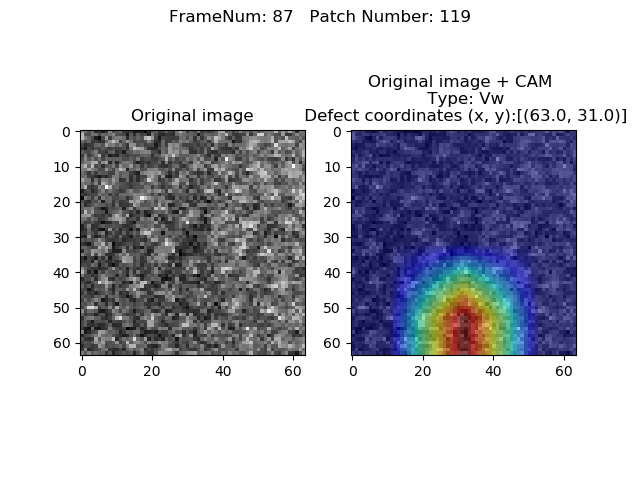 FrameNum: 87   Patch Number: 119
Original image
Original image + CAM
Type: Vw
Defect coordinates (x, y):[(63.0, 31.0)]
0
10
20
30
40
50
60
0 20 40 60
0
10
20
30
40
50
60
0 20 40 60